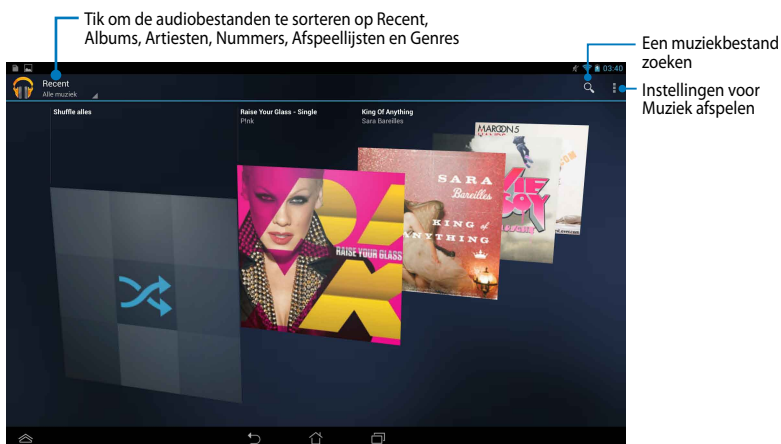 Tik om de audiobestanden te sorteren op Recent,
Albums, Artiesten, Nummers, Afspeellijsten en Genres
Een muziekbestand
zoeken
Instellingen voor
Muziek afspelen
03:40
Recent
Alle muziek
Shuffle alles
Raise Your Glass - Single
P!nk
King Of Anything
Sara Bareilles
RAISE YOUR GLASS
SARA
Bareilles
KING of
ANYTHING
MAROON5